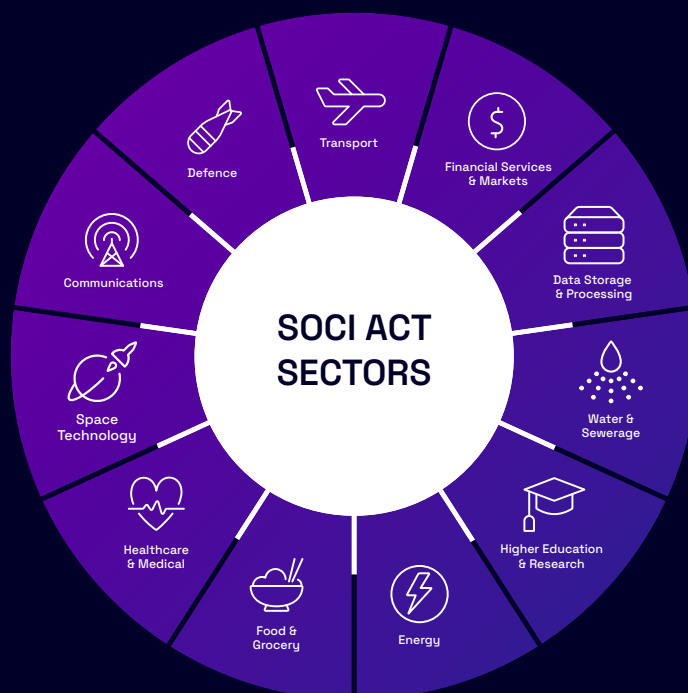 Transport
Financial Services
& Markets
Data Storage
& Processing
Water &
Sewerage
Higher Education
& Research
Energy
Food &
Grocery
Healthcare
& Medical
Space
Technology
Communications
Defence
SOCI ACT
SECTORS